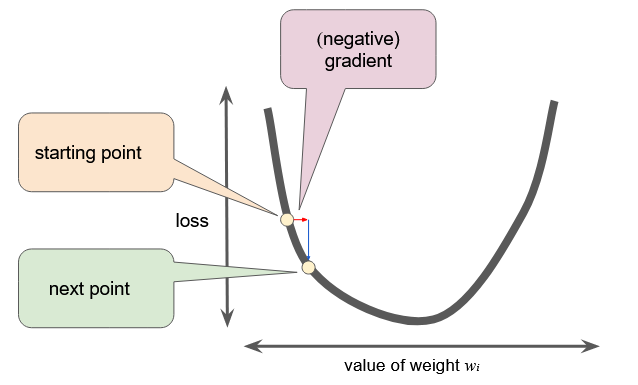 (negative)
gradient
starting point
loss
next point
value of weight wᵢ